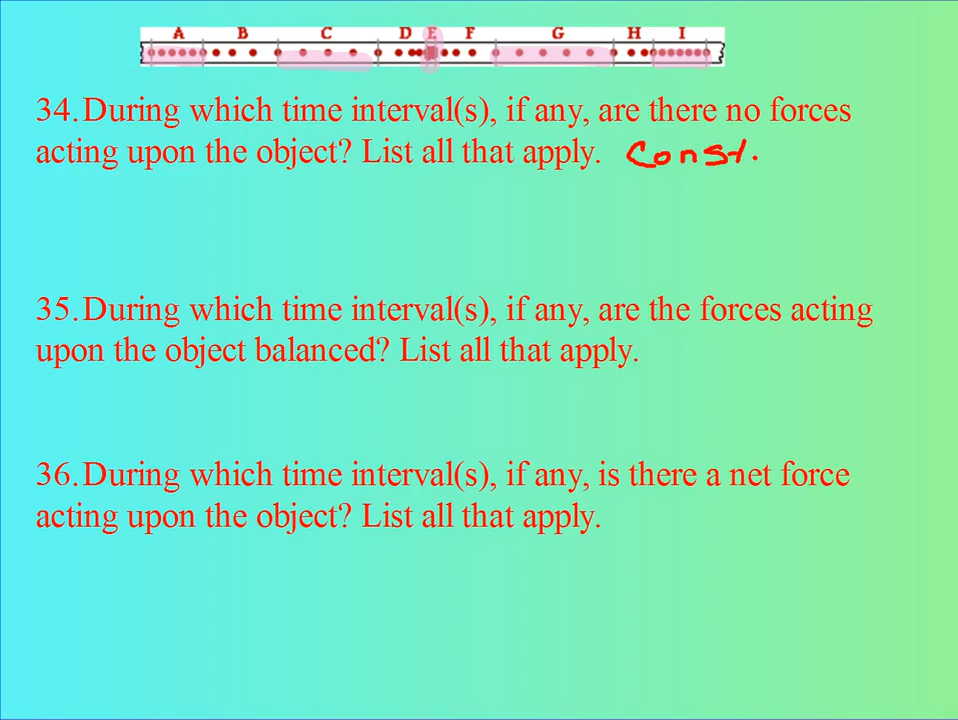 A B C D E F G H I
34. During which time interval(s), if any, are there no forces
acting upon the object? List all that apply. Const.
35. During which time interval(s), if any, are the forces acting
upon the object balanced? List all that apply.
36. During which time interval(s), if any, is there a net force
acting upon the object? List all that apply.